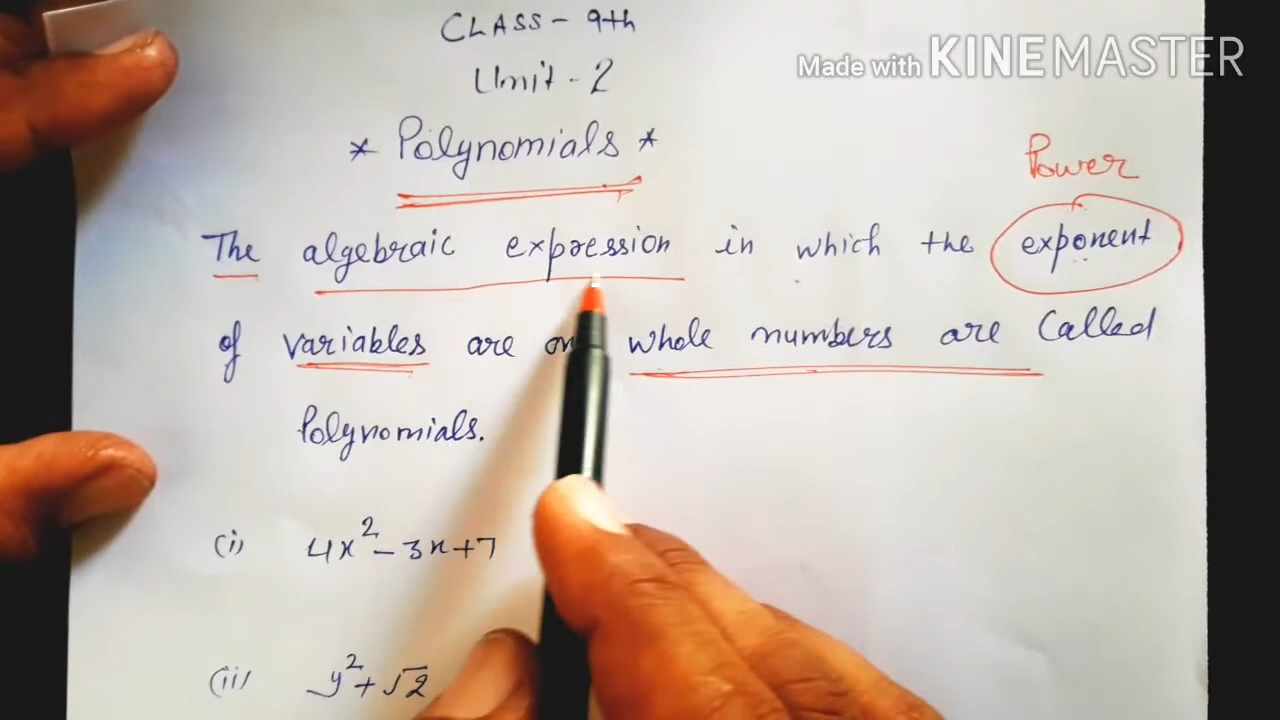 CLASS - 9th
Made with KINEMASTER
Unit - 2
* Polynomials *
Power
The algebraic expression in which the exponent
of variables are whole numbers are called
Polynomials.
(i) 4x² - 3x + 7
(ii) y² + √2